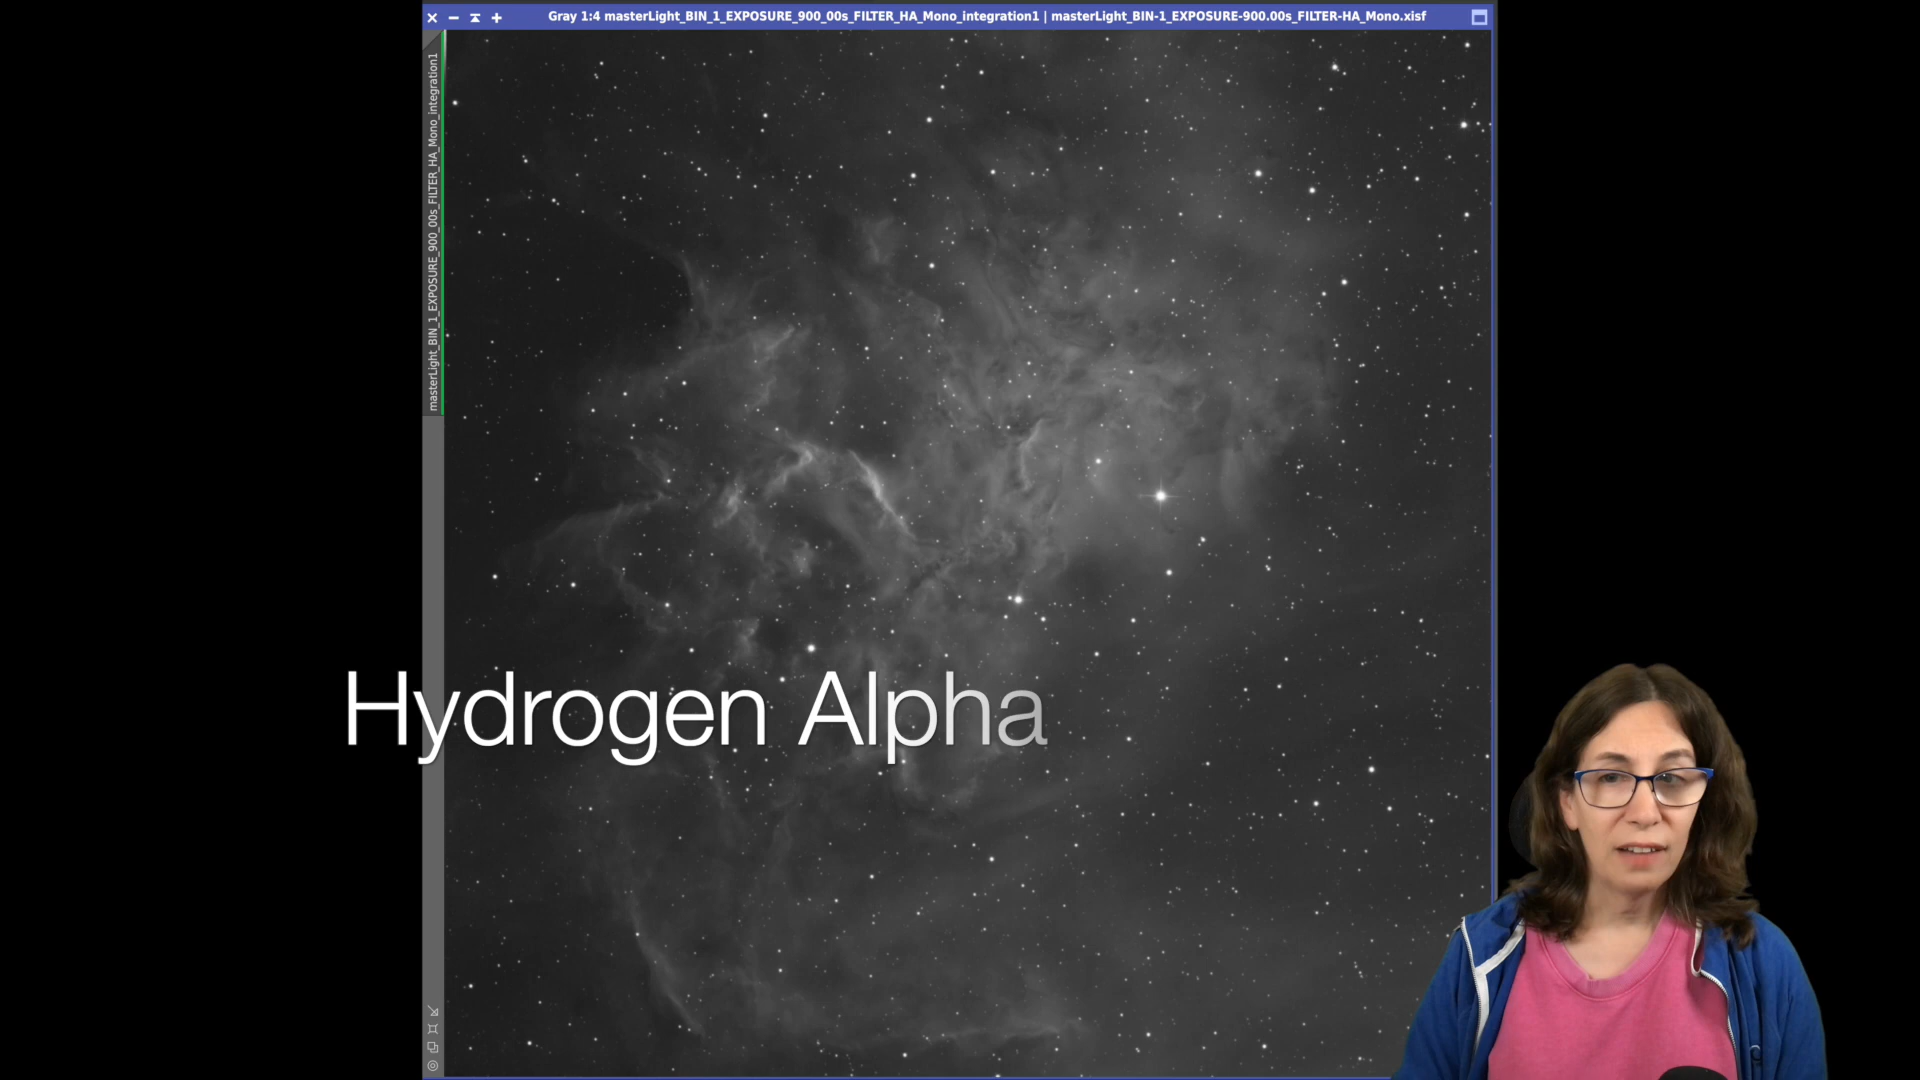 Gray 1:4 masterLight_BIN_1_EXPOSURE_900_00s_FILTER_HA_Mono_integration1 | masterLight_BIN-1_EXPOSURE-900.00s_FILTER-HA_Mono.xisf
masterLight_BIN_1_EXPOSURE_900_00s_FILTER_HA_Mono_integration1
Hydrogen Alpha